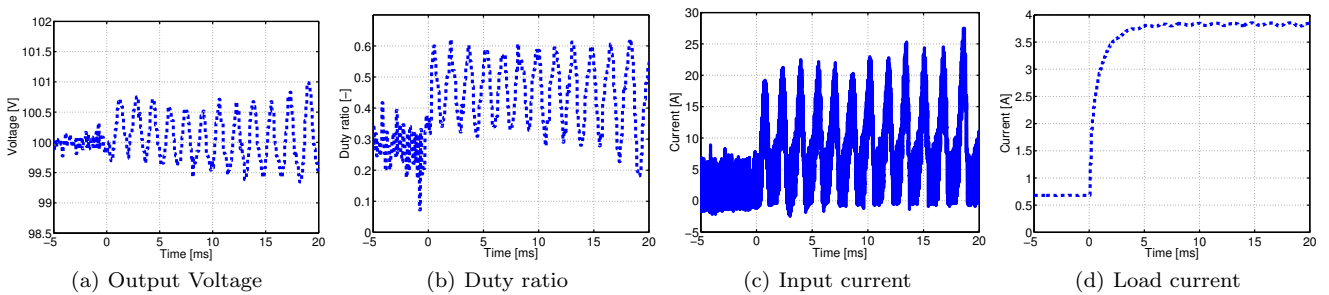 102
101.5
101
100.5
100
99.5
99
98.5
Voltage [V]
−5 0 5 10 15 20
Time [ms]
(a) Output Voltage
0.6
0.5
0.4
0.3
0.2
0.1
0
Duty ratio [−]
−5 0 5 10 15 20
Time [ms]
(b) Duty ratio
30
25
20
15
10
5
0
−5
Current [A]
−5 0 5 10 15 20
Time [ms]
(c) Input current
4
3.5
3
2.5
2
1.5
1
0.5
0
Current [A]
−5 0 5 10 15 20
Time [ms]
(d) Load current